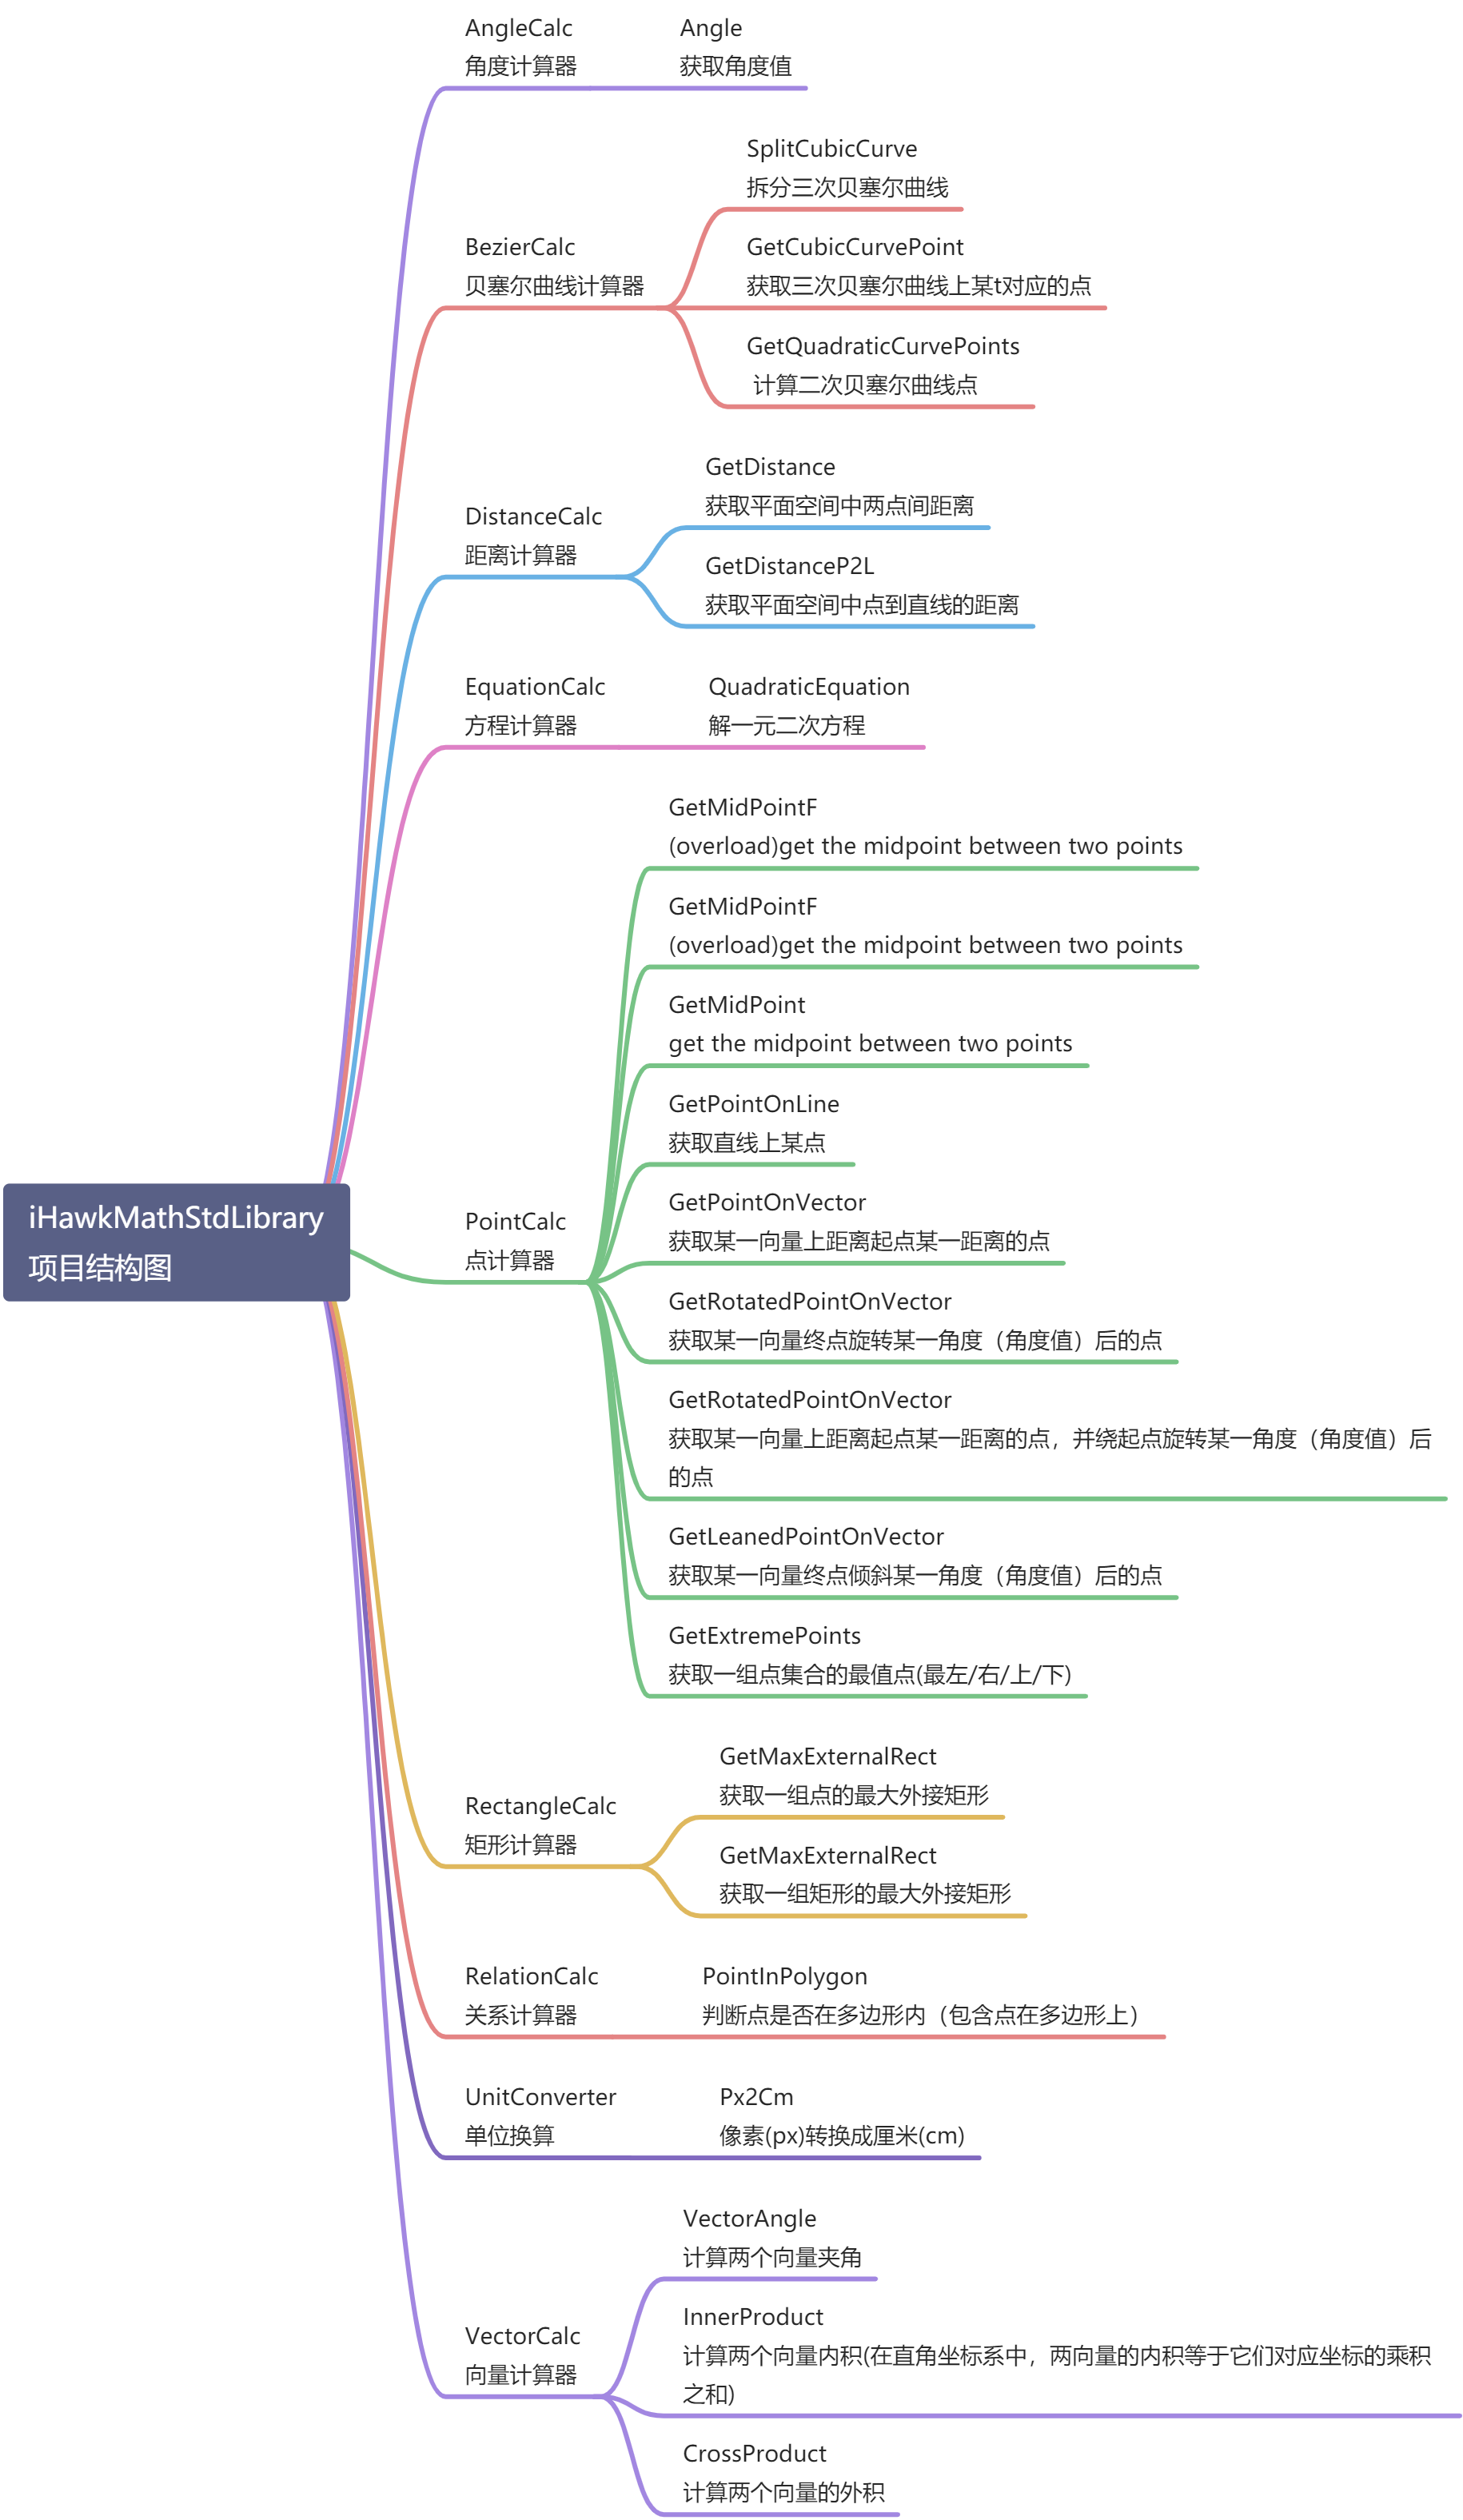 AngleCalc
角度计算器
Angle
获取角度值
BezierCalc
贝塞尔曲线计算器
SplitCubicCurve
拆分三次贝塞尔曲线
GetCubicCurvePoint
获取三次贝塞尔曲线上某t对应的点
GetQuadraticCurvePoints
计算二次贝塞尔曲线点
DistanceCalc
距离计算器
GetDistance
获取平面空间中两点间距离
GetDistanceP2L
获取平面空间中点到直线的距离
EquationCalc
方程计算器
QuadraticEquation
解一元二次方程
iHawkMathStdLibrary
项目结构图
PointCalc
点计算器
GetMidPointF
(overload)get the midpoint between two points
GetMidPointF
(overload)get the midpoint between two points
GetMidPoint
get the midpoint between two points
GetPointOnLine
获取直线上某点
GetPointOnVector
获取某一向量上距离起点某一距离的点
GetRotatedPointOnVector
获取某一向量终点旋转某一角度（角度值）后的点
GetRotatedPointOnVector
获取某一向量上距离起点某一距离的点，并绕起点旋转某一角度（角度值）后
的点
GetLeanedPointOnVector
获取某一向量终点倾斜某一角度（角度值）后的点
GetExtremePoints
获取一组点集合的最值点(最左/右/上/下)
RectangleCalc
矩形计算器
GetMaxExternalRect
获取一组点的最大外接矩形
GetMaxExternalRect
获取一组矩形的最大外接矩形
RelationCalc
关系计算器
PointInPolygon
判断点是否在多边形内（包含点在多边形上）
UnitConverter
单位换算
Px2Cm
像素(px)转换成厘米(cm)
VectorCalc
向量计算器
VectorAngle
计算两个向量夹角
InnerProduct
计算两个向量内积(在直角坐标系中，两向量的内积等于它们对应坐标的乘积
之和)
CrossProduct
计算两个向量的外积